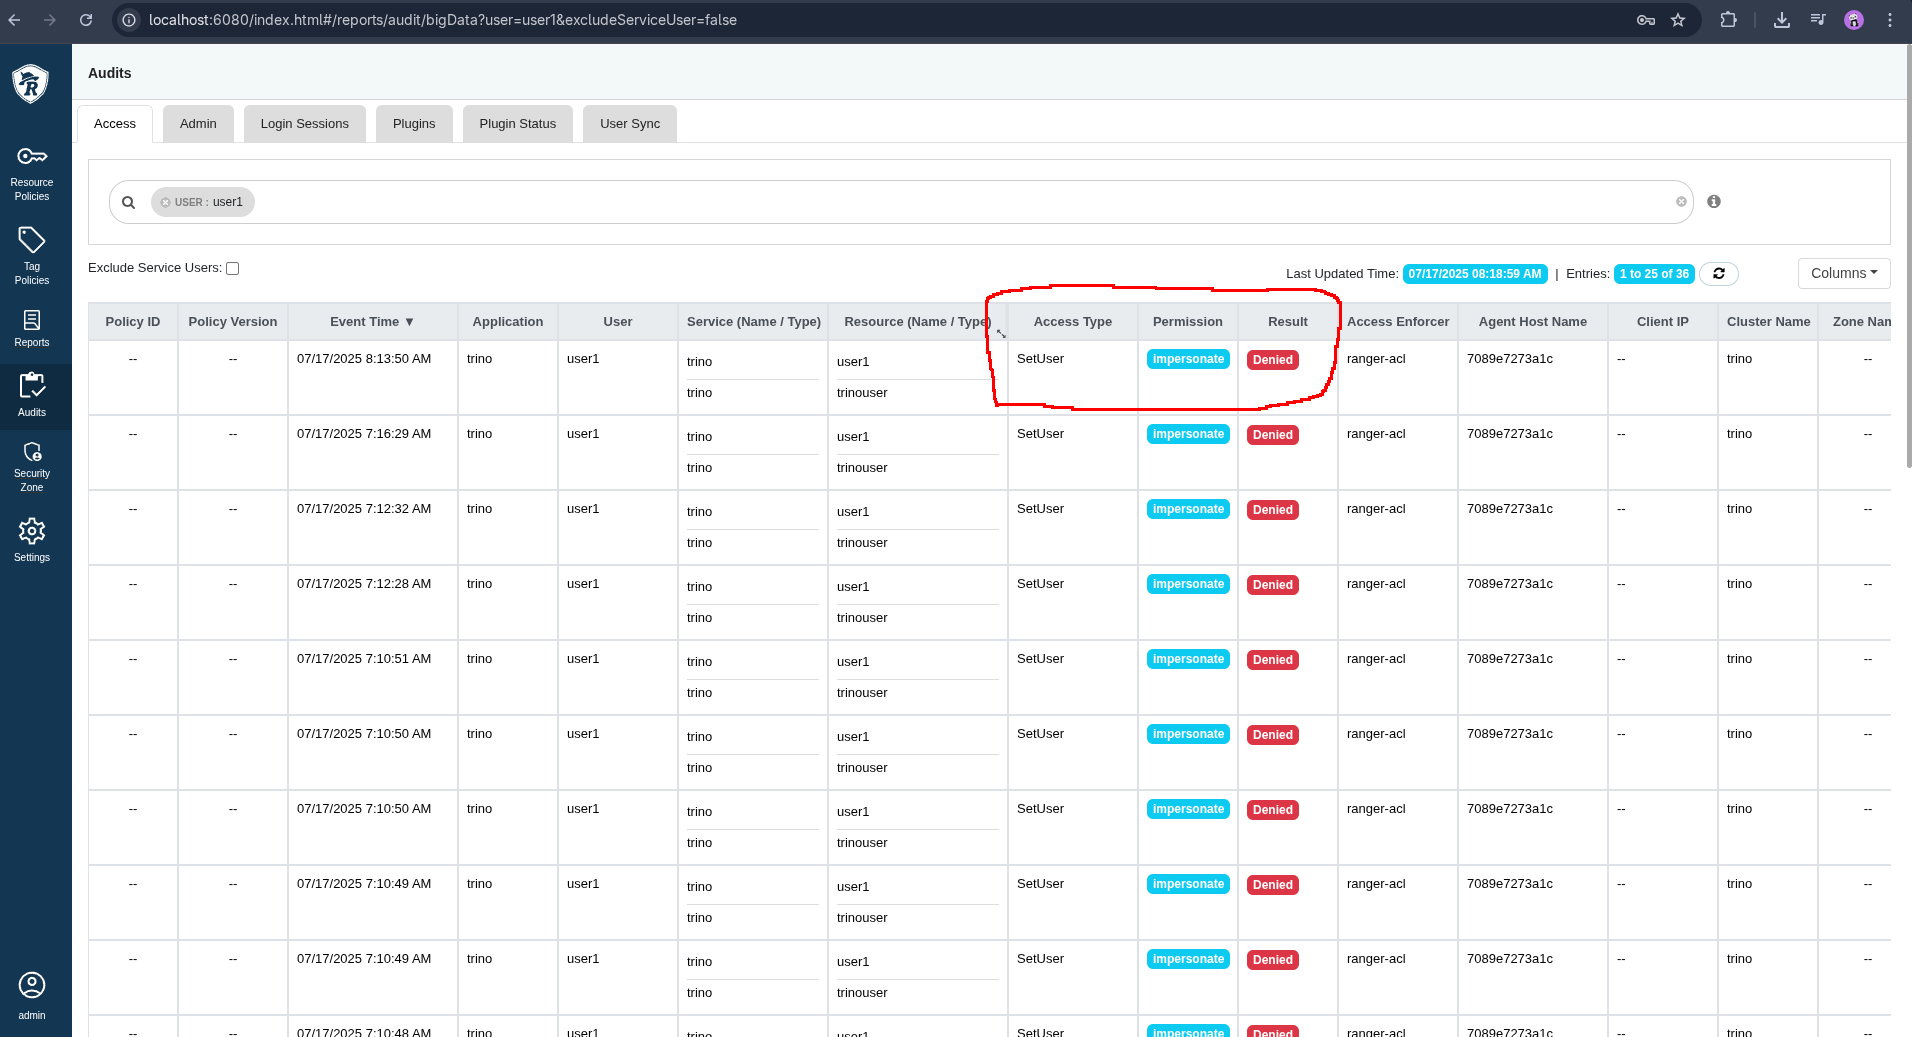 localhost:6080/index.html#/reports/audit/bigData?user=user1&excludeServiceUser=false
R
Resource
Policies
Tag
Policies
Reports
Audits
Security
Zone
Settings
admin
Audits
Access Admin Login Sessions Plugins Plugin Status User Sync
USER : user1
Exclude Service Users:
Last Updated Time: 07/17/2025 08:18:59 AM | Entries: 1 to 25 of 36
Columns
Policy ID Policy Version Event Time ▼ Application User Service (Name / Type) Resource (Name / Type) Access Type Permission Result Access Enforcer Agent Host Name Client IP Cluster Name Zone Nam
-- -- 07/17/2025 8:13:50 AM trino user1 trino user1 SetUser impersonate Denied ranger-acl 7089e7273a1c -- trino --
trino trinouser
-- -- 07/17/2025 7:16:29 AM trino user1 trino user1 SetUser impersonate Denied ranger-acl 7089e7273a1c -- trino --
trino trinouser
-- -- 07/17/2025 7:12:32 AM trino user1 trino user1 SetUser impersonate Denied ranger-acl 7089e7273a1c -- trino --
trino trinouser
-- -- 07/17/2025 7:12:28 AM trino user1 trino user1 SetUser impersonate Denied ranger-acl 7089e7273a1c -- trino --
trino trinouser
-- -- 07/17/2025 7:10:51 AM trino user1 trino user1 SetUser impersonate Denied ranger-acl 7089e7273a1c -- trino --
trino trinouser
-- -- 07/17/2025 7:10:50 AM trino user1 trino user1 SetUser impersonate Denied ranger-acl 7089e7273a1c -- trino --
trino trinouser
-- -- 07/17/2025 7:10:50 AM trino user1 trino user1 SetUser impersonate Denied ranger-acl 7089e7273a1c -- trino --
trino trinouser
-- -- 07/17/2025 7:10:49 AM trino user1 trino user1 SetUser impersonate Denied ranger-acl 7089e7273a1c -- trino --
trino trinouser
-- -- 07/17/2025 7:10:49 AM trino user1 trino user1 SetUser impersonate Denied ranger-acl 7089e7273a1c -- trino --
trino trinouser
-- -- 07/17/2025 7:10:48 AM trino user1 trino user1 SetUser impersonate Denied ranger-acl 7089e7273a1c -- trino --